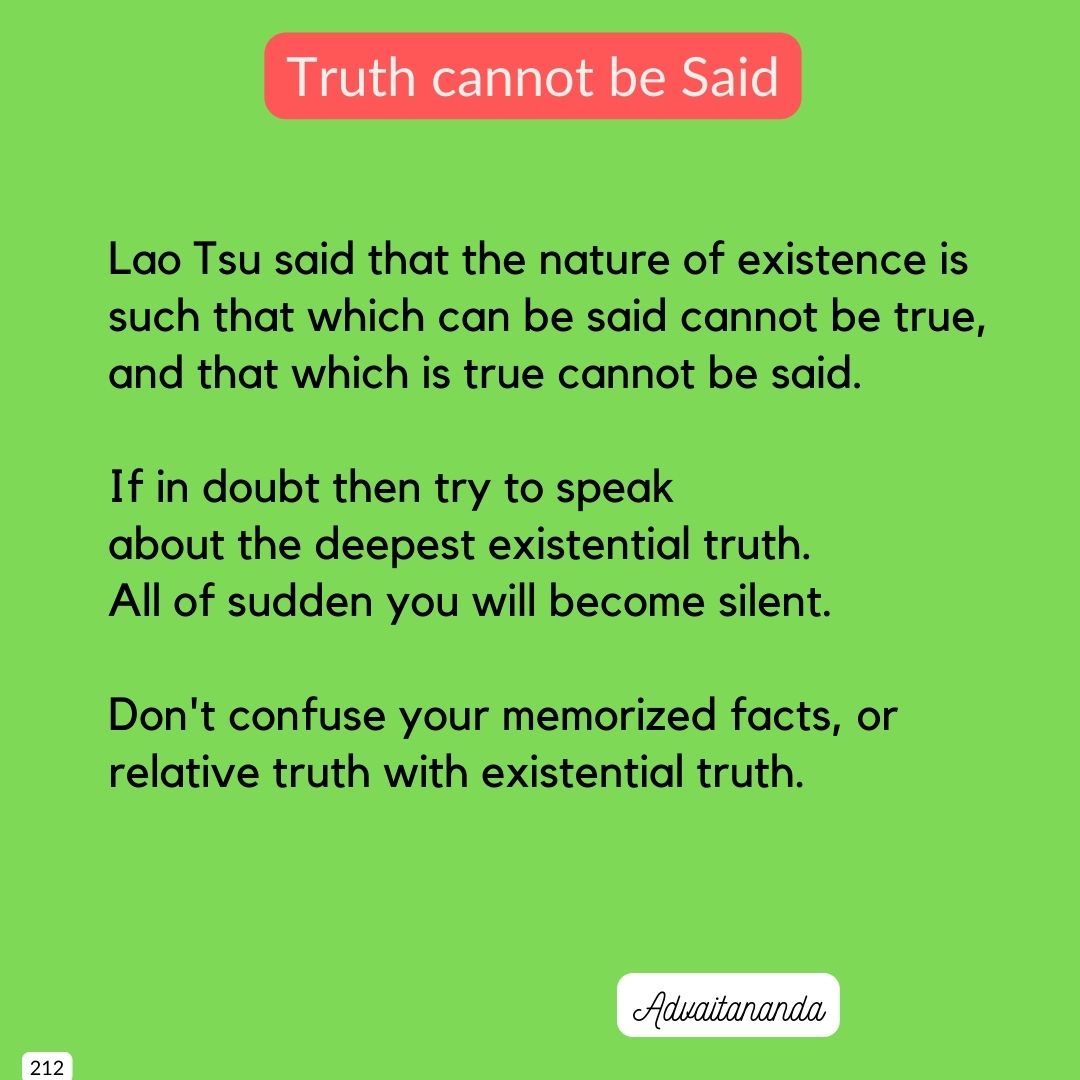 Truth cannot be Said
Lao Tsu said that the nature of existence is
such that which can be said cannot be true,
and that which is true cannot be said.
If in doubt then try to speak
about the deepest existential truth.
All of sudden you will become silent.
Don't confuse your memorized facts, or
relative truth with existential truth.
Advaitananda
212